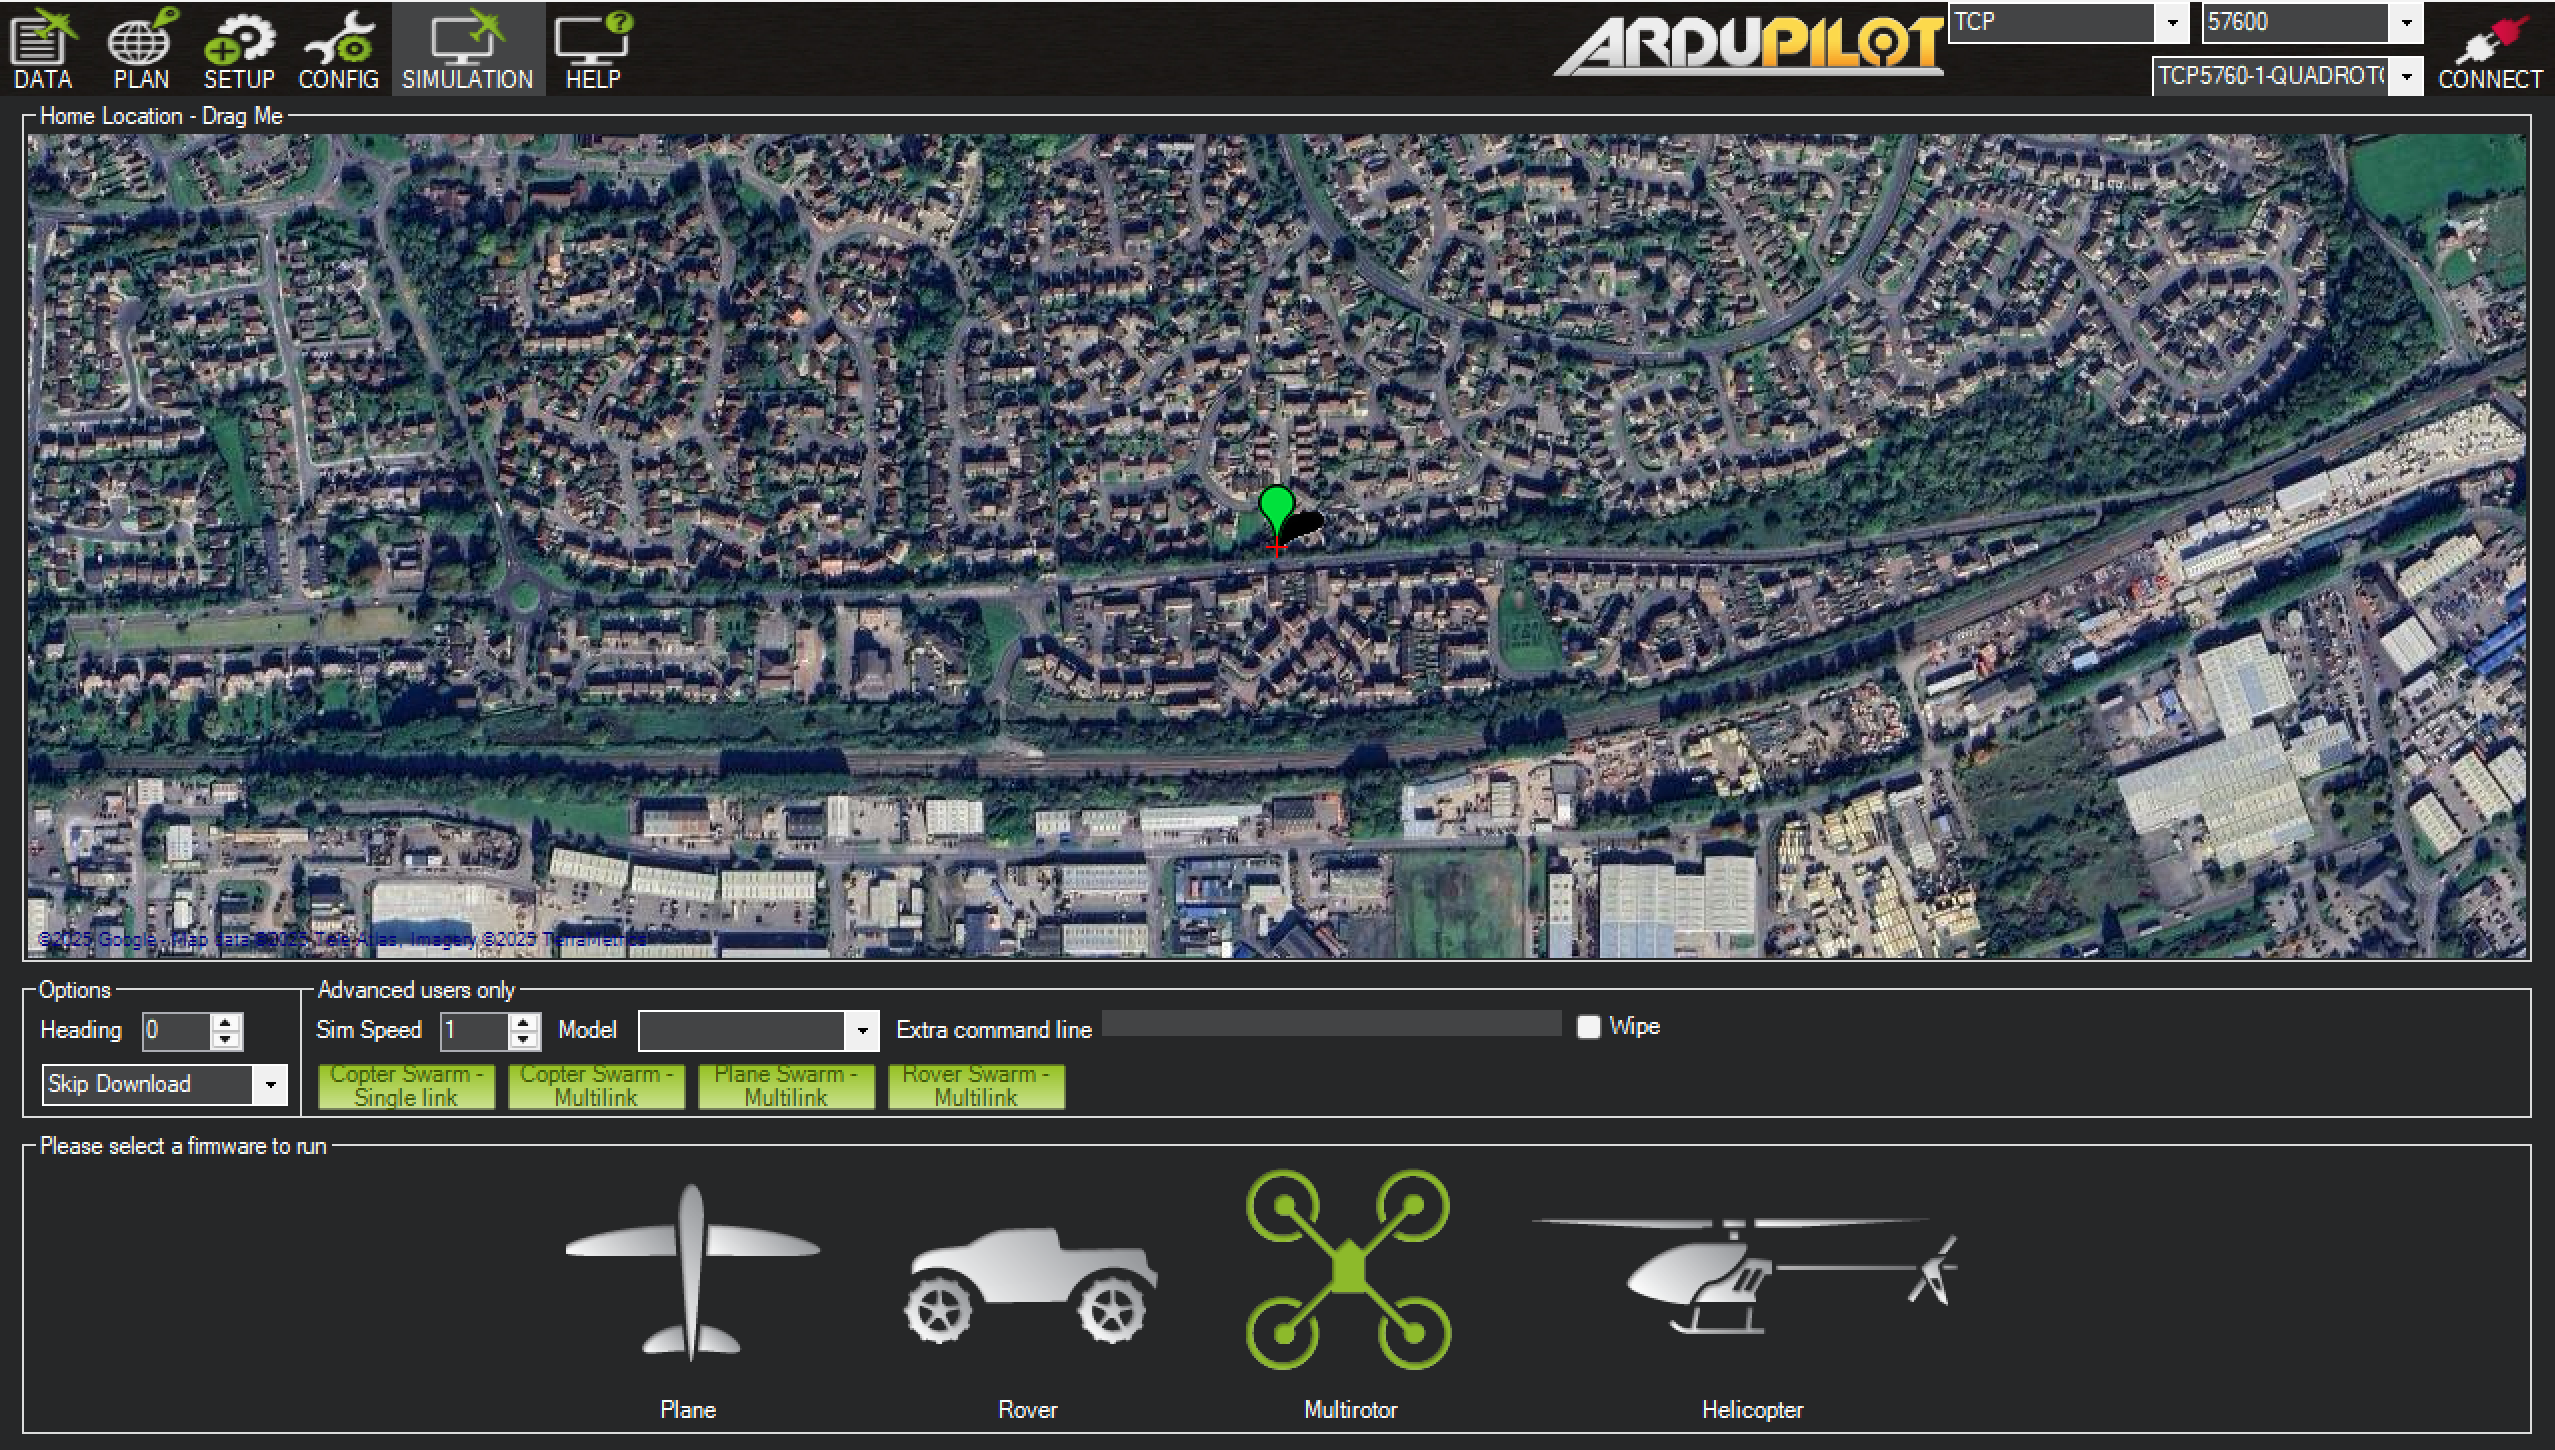 DATA PLAN SETUP CONFIG SIMULATION HELP
ARDUPILOT
TCP 57600
TCP5760-1-QUADROT
CONNECT
Home Location - Drag Me
©2025 Google - Map data ©2025 Tele Atlas, Imagery ©2025 TerraMetrics
Options
Heading 0
Skip Download
Advanced users only
Sim Speed 1 Model Extra command line Wipe
Copter Swarm -
Single link
Copter Swarm -
Multilink
Plane Swarm -
Multilink
Rover Swarm -
Multilink
Please select a firmware to run
Plane Rover Multirotor Helicopter